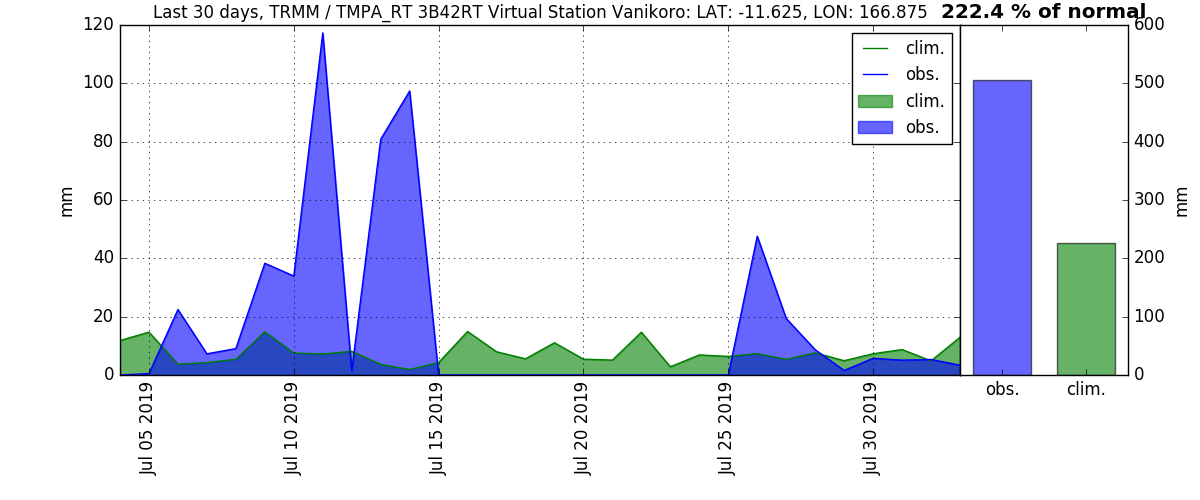 Last 30 days, TRMM / TMPA_RT 3B42RT Virtual Station Vanikoro: LAT: -11.625, LON: 166.875 222.4 % of normal
120
100
80
60
40
20
0
mm
clim.
obs.
clim.
obs.
600
500
400
300
200
100
0
mm
obs.
clim.
Jul 05 2019
Jul 10 2019
Jul 15 2019
Jul 20 2019
Jul 25 2019
Jul 30 2019